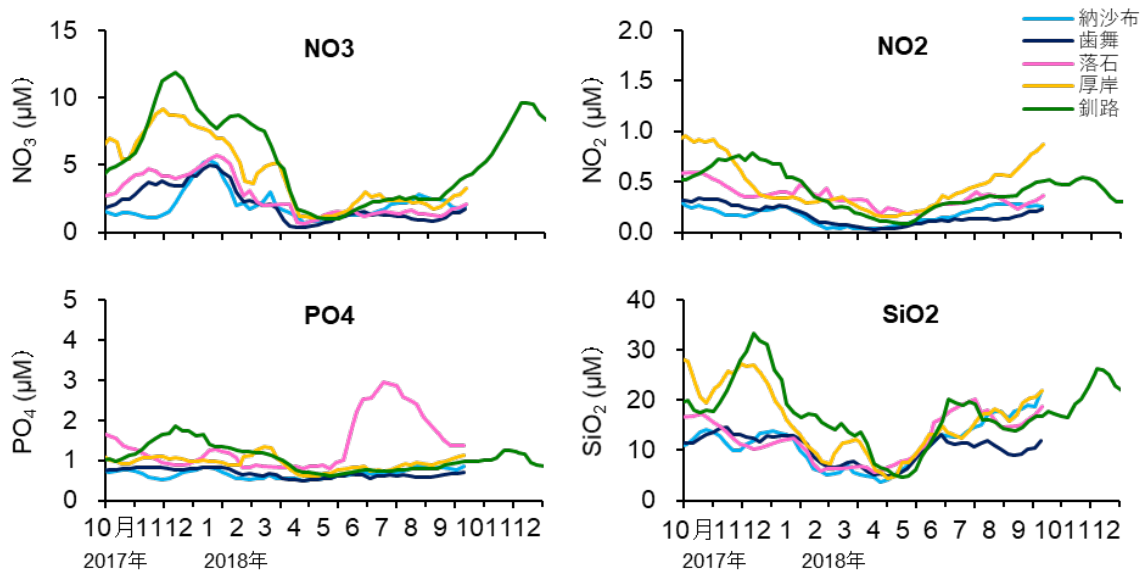 NO3
NO₃ (μM)
15
10
5
0
NO2
NO₂ (μM)
2.0
1.5
1.0
0.5
0.0
納沙布
歯舞
落石
厚岸
釧路
PO4
PO₄ (μM)
5
4
3
2
1
0
10月 11 12 1 2 3 4 5 6 7 8 9 10 11 12
2017年 2018年
SiO2
SiO₂ (μM)
40
30
20
10
0
10月 11 12 1 2 3 4 5 6 7 8 9 10 11 12
2017年 2018年